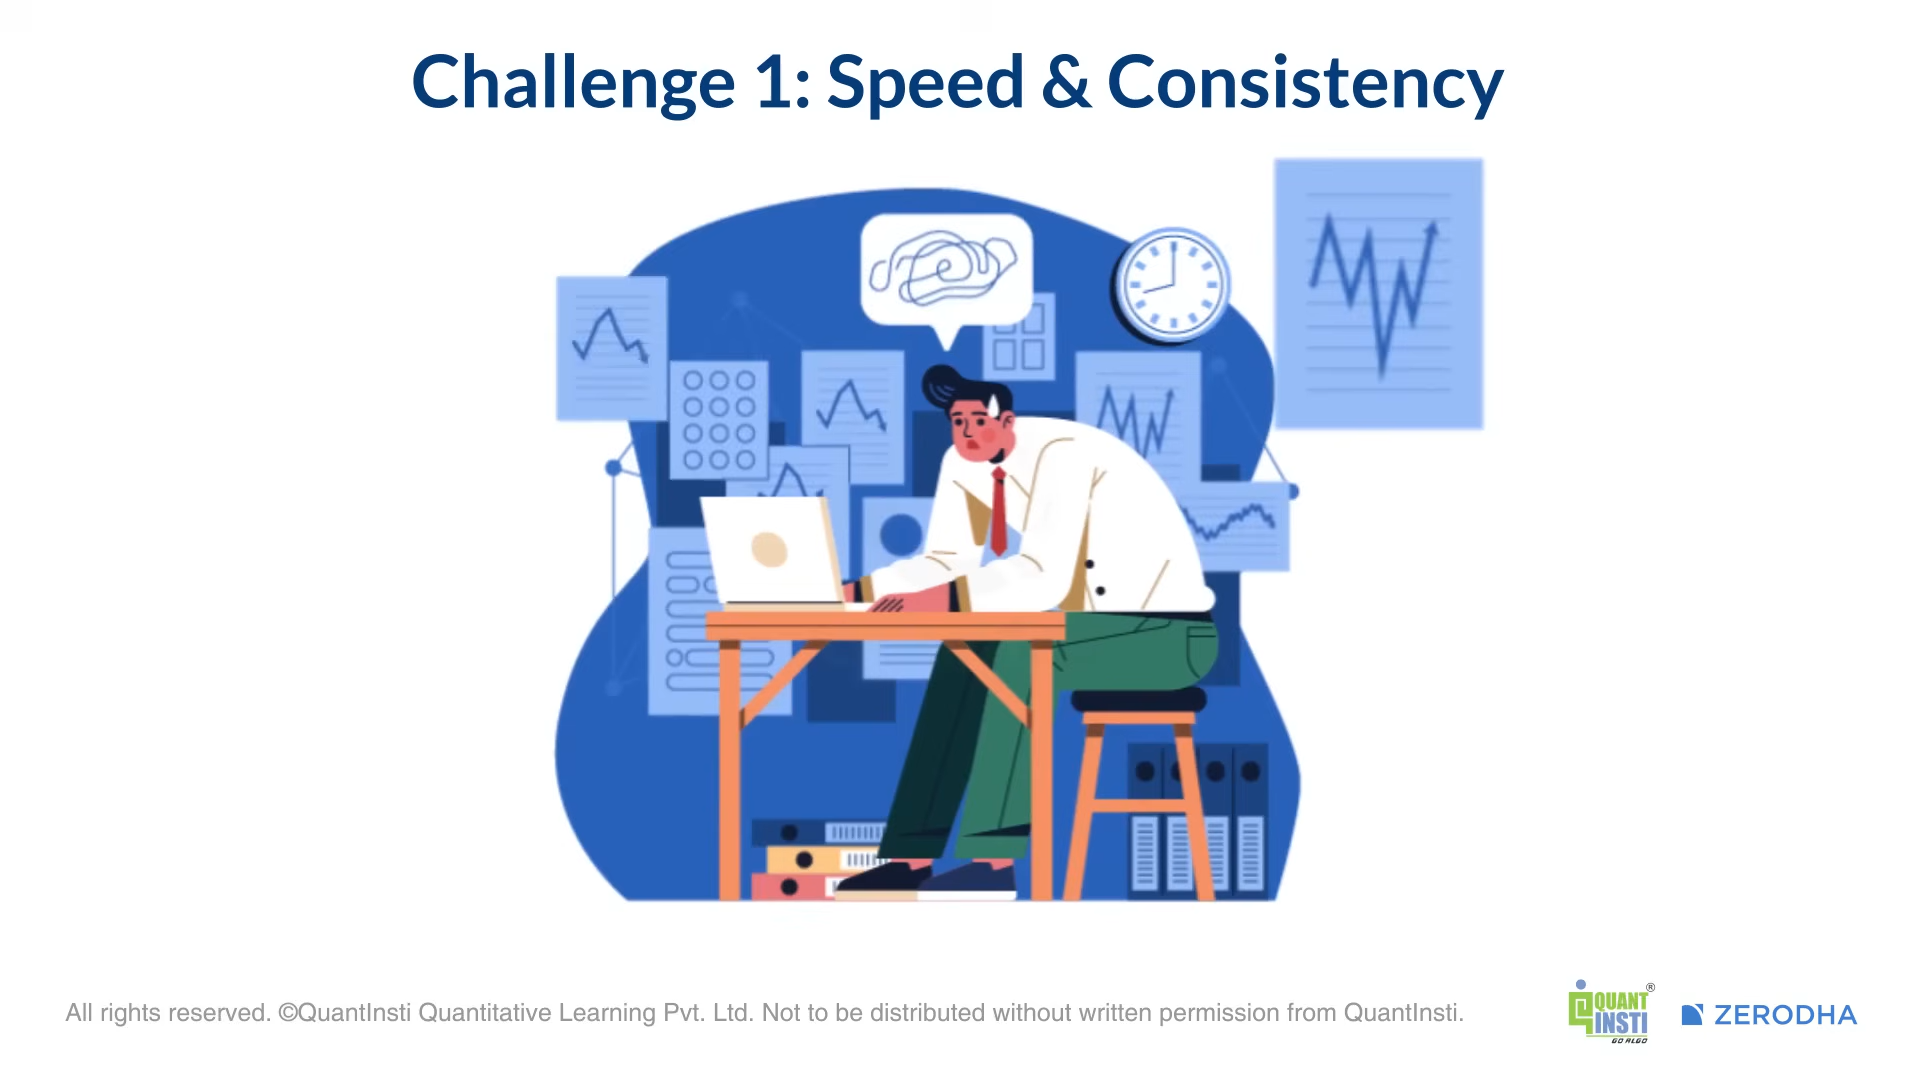 Challenge 1: Speed & Consistency
All rights reserved. ©QuantInsti Quantitative Learning Pvt. Ltd. Not to be distributed without written permission from QuantInsti.
QUANT®
INSTI
GO ALGO
ZERODHA